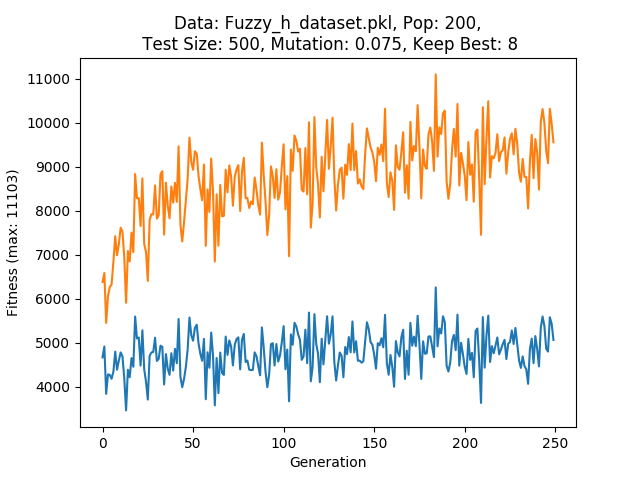 Data: Fuzzy_h_dataset.pkl, Pop: 200,
Test Size: 500, Mutation: 0.075, Keep Best: 8
Fitness (max: 11103)
11000
10000
9000
8000
7000
6000
5000
4000
0 50 100 150 200 250
Generation